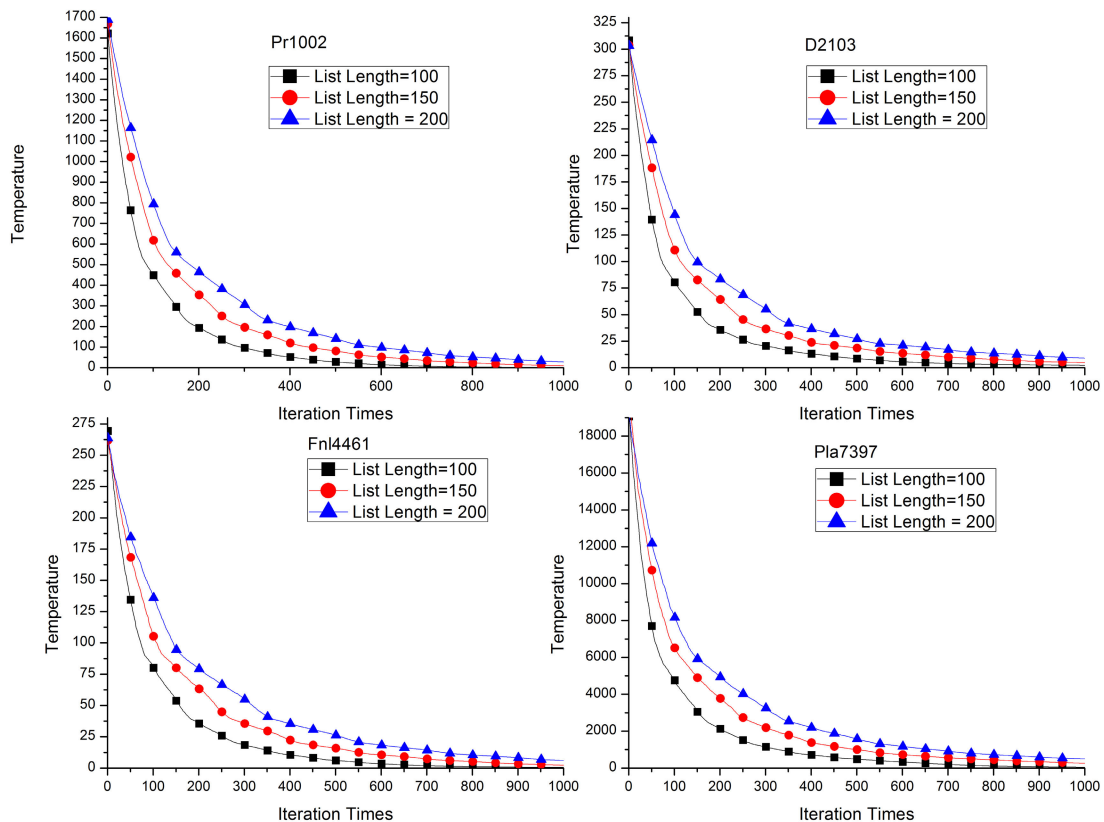 Pr1002
List Length=100
List Length=150
List Length = 200
Temperature
1700
1600
1500
1400
1300
1200
1100
1000
900
800
700
600
500
400
300
200
100
0
0 200 400 600 800 1000
Iteration Times
D2103
List Length=100
List Length=150
List Length = 200
Temperature
325
300
275
250
225
200
175
150
125
100
75
50
25
0
0 100 200 300 400 500 600 700 800 900 1000
Iteration Times
Fnl4461
List Length=100
List Length=150
List Length = 200
Temperature
275
250
225
200
175
150
125
100
75
50
25
0
0 100 200 300 400 500 600 700 800 900 1000
Iteration Times
Pla7397
List Length=100
List Length=150
List Length = 200
Temperature
18000
16000
14000
12000
10000
8000
6000
4000
2000
0
0 100 200 300 400 500 600 700 800 900 1000
Iteration Times